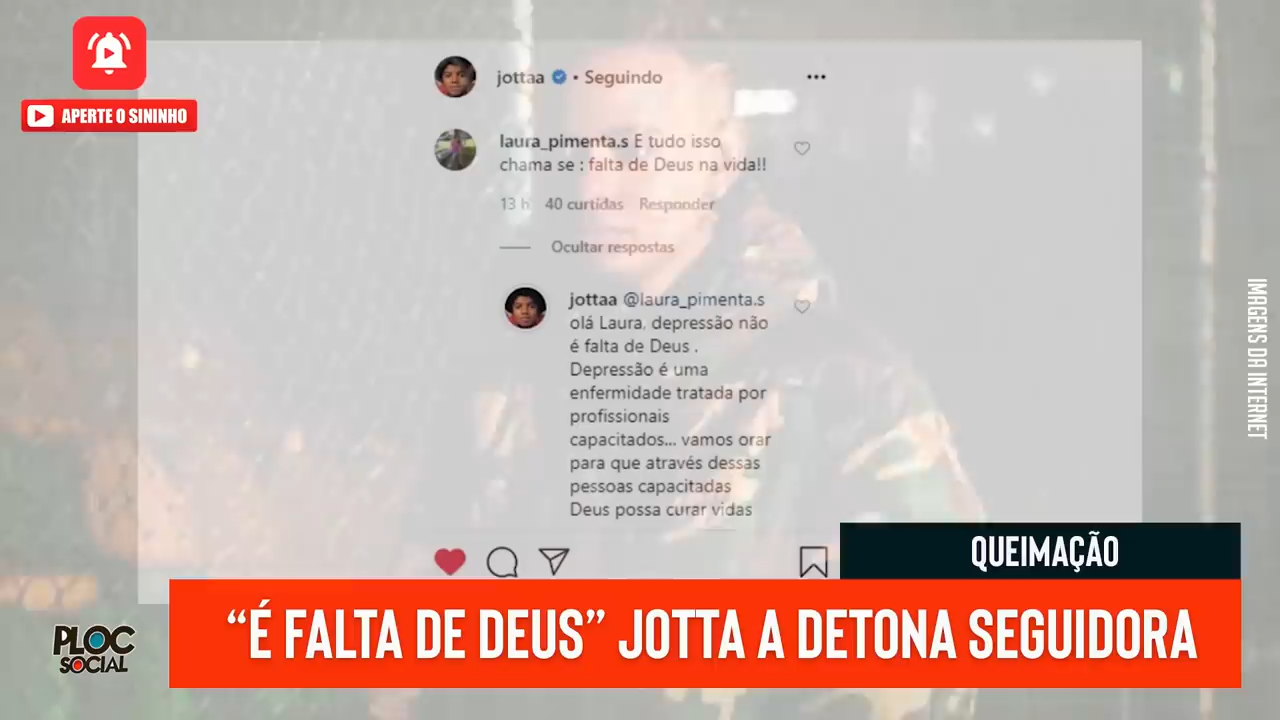 APERTE O SININHO
jottaa • Seguindo
laura_pimenta.s E tudo isso
chama se : falta de Deus na vida!!
13 h 40 curtidas Responder
Ocultar respostas
jottaa @laura_pimenta.s
olá Laura, depressão não
é falta de Deus .
Depressão é uma
enfermidade tratada por
profissionais
capacitados... vamos orar
para que através dessas
pessoas capacitadas
Deus possa curar vidas
IMAGENS DA INTERNET
QUEIMAÇÃO
“É FALTA DE DEUS” JOTTA A DETONA SEGUIDORA
PLOC
SOCIAL